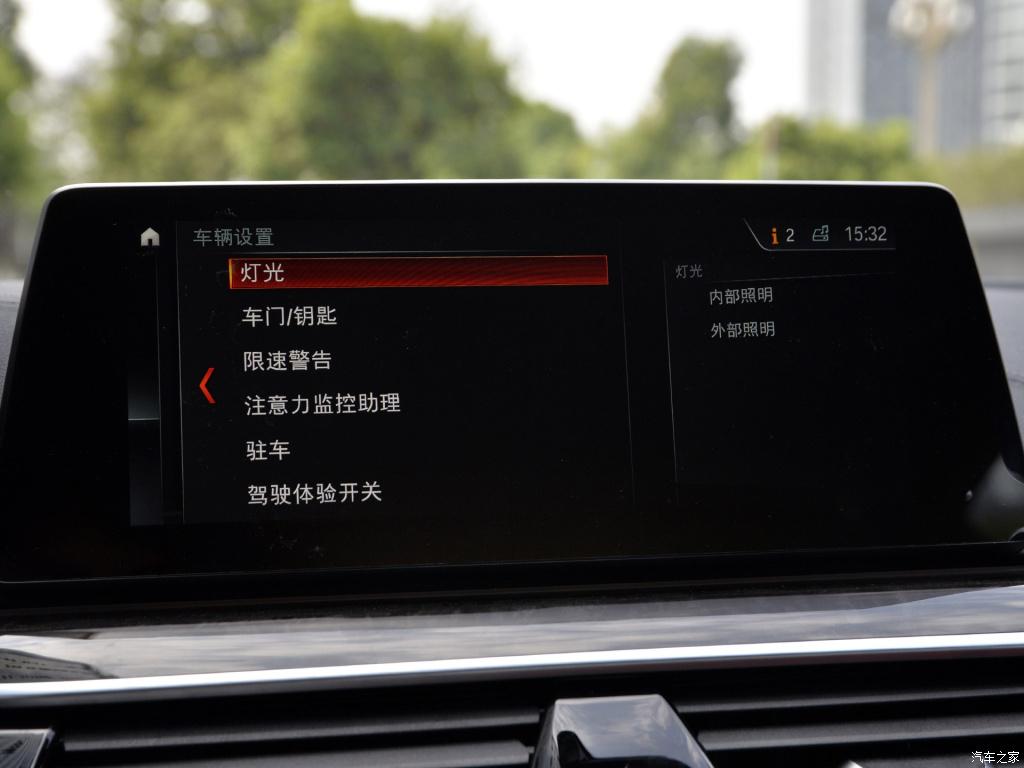 车辆设置
i 2 15:32
灯光
车门/钥匙
限速警告
注意力监控助理
驻车
驾驶体验开关
灯光
内部照明
外部照明
汽车之家